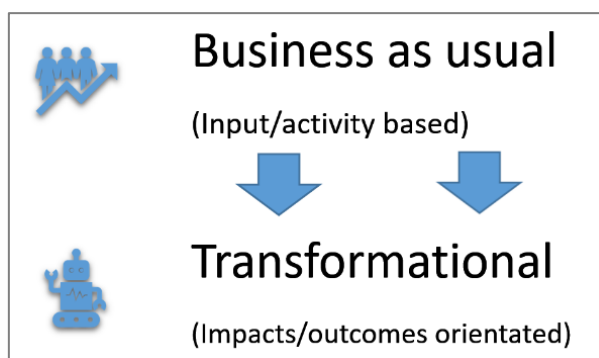 Business as usual
(Input/activity based)
Transformational
(Impacts/outcomes orientated)